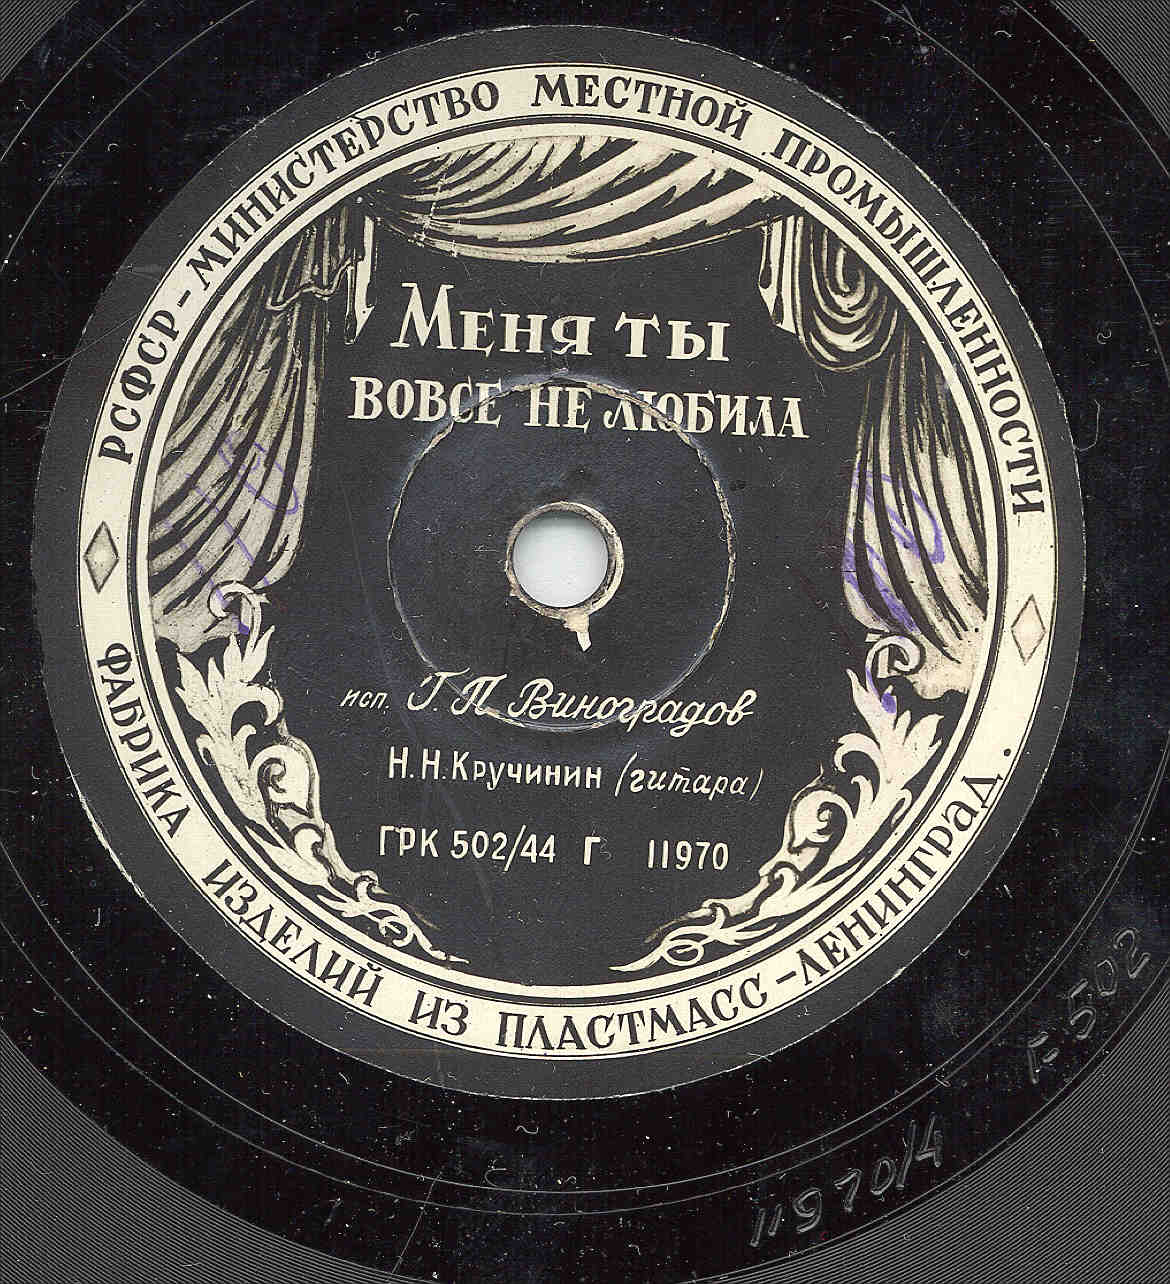 РСФСР-МИНИСТЕРСТВО МЕСТНОЙ ПРОМЫШЛЕННОСТИ
МЕНЯ ТЫ
ВОВСЕ НЕ ЛЮБИЛА
исп. Г. П. Виноградов
Н. Н. Кручинин (гитара)
ГРК 502/44 Г 11970
ФАБРИКА ИЗДЕЛИЙ ИЗ ПЛАСТМАСС-ЛЕНИНГРАД.
Г-502
11970/4